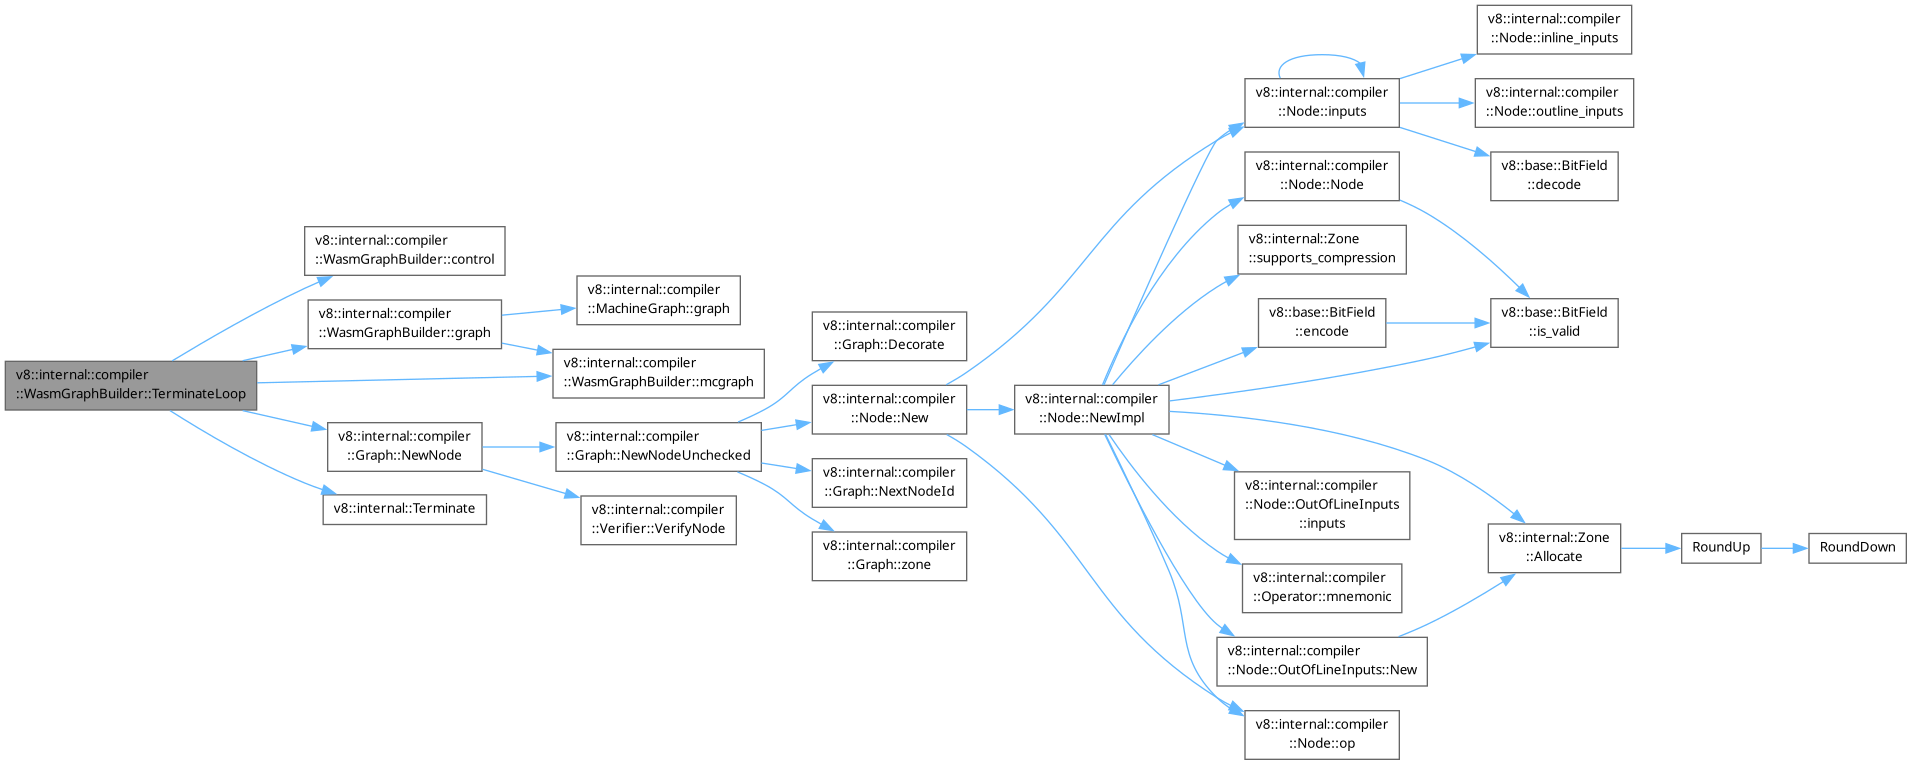 v8::internal::compiler
::WasmGraphBuilder::TerminateLoop
v8::internal::compiler
::WasmGraphBuilder::control
v8::internal::compiler
::WasmGraphBuilder::graph
v8::internal::compiler
::MachineGraph::graph
v8::internal::compiler
::WasmGraphBuilder::mcgraph
v8::internal::compiler
::Graph::NewNode
v8::internal::Terminate
v8::internal::compiler
::Graph::NewNodeUnchecked
v8::internal::compiler
::Verifier::VerifyNode
v8::internal::compiler
::Graph::Decorate
v8::internal::compiler
::Node::New
v8::internal::compiler
::Graph::NextNodeId
v8::internal::compiler
::Graph::zone
v8::internal::compiler
::Node::NewImpl
v8::internal::compiler
::Node::inputs
v8::internal::compiler
::Node::Node
v8::internal::Zone
::supports_compression
v8::base::BitField
::encode
v8::internal::compiler
::Node::OutOfLineInputs
::inputs
v8::internal::compiler
::Operator::mnemonic
v8::internal::compiler
::Node::OutOfLineInputs::New
v8::internal::compiler
::Node::op
v8::internal::compiler
::Node::inline_inputs
v8::internal::compiler
::Node::outline_inputs
v8::base::BitField
::decode
v8::base::BitField
::is_valid
v8::internal::Zone
::Allocate
RoundUp
RoundDown